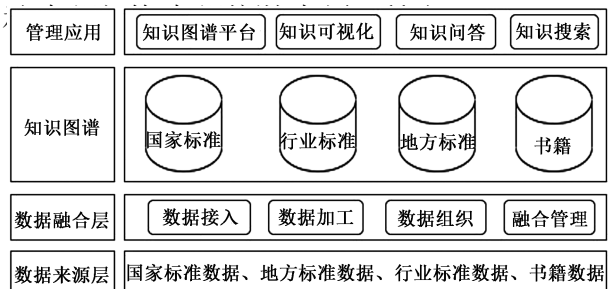 管理应用
知识图谱平台 知识可视化 知识问答 知识搜索
知识图谱
国家标准 行业标准 地方标准 书籍
数据融合层
数据接入 数据加工 数据组织 融合管理
数据来源层
国家标准数据、地方标准数据、行业标准数据、书籍数据